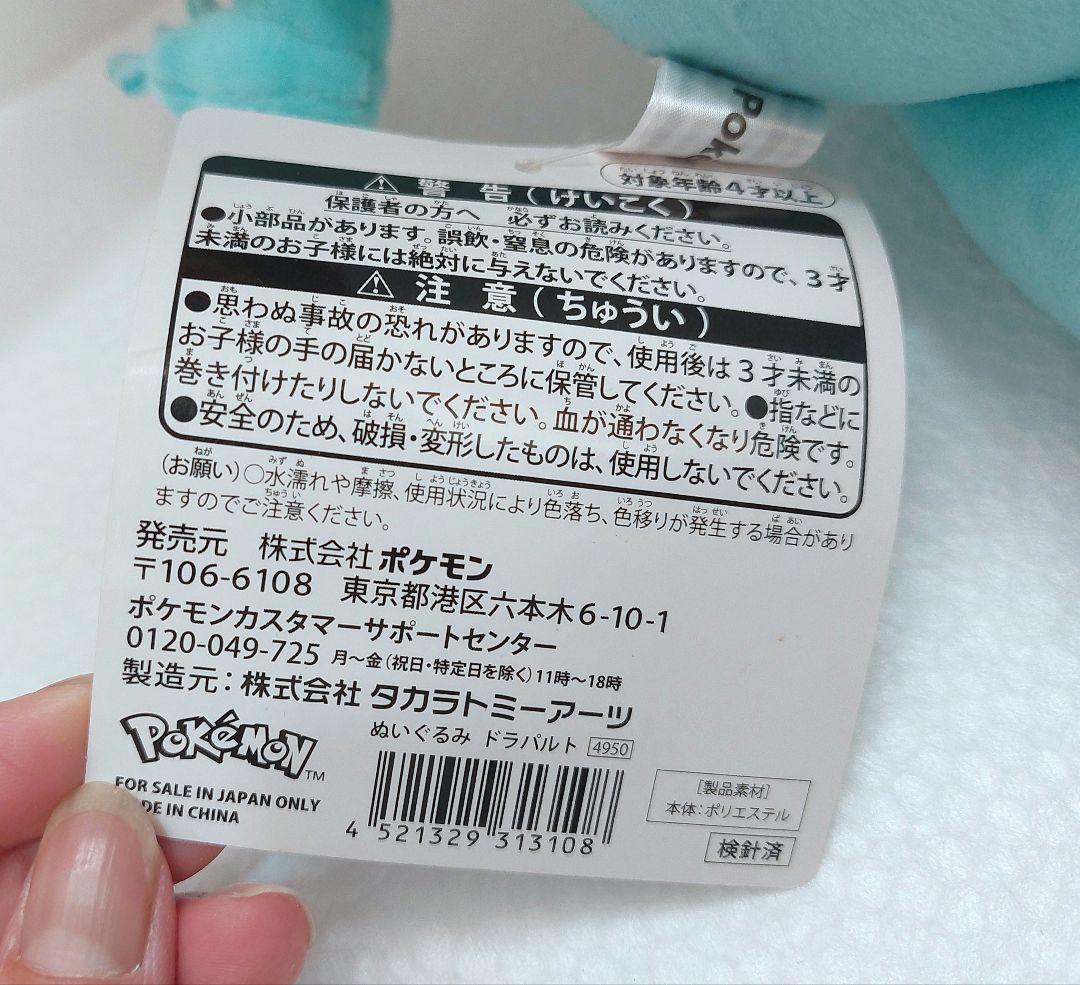 Poké
対象年齢4才以上
⚠警告(けいこく)
保護者の方へ 必ずお読みください。
●小部品があります。誤飲・窒息の危険がありますので、3才
未満のお子様には絶対に与えないでください。
⚠注意(ちゅうい)
●思わぬ事故の恐れがありますので、使用後は3才未満の
お子様の手の届かないところに保管してください。●指などに
巻き付けたりしないでください。血が通わなくなり危険です。
●安全のため、破損・変形したものは、使用しないでください。
(お願い)○水濡れや摩擦、使用状況により色落ち、色移りが発生する場合があり
ますのでご注意ください。
発売元 株式会社ポケモン
〒106-6108 東京都港区六本木6-10-1
ポケモンカスタマーサポートセンター
0120-049-725 月〜金(祝日・特定日を除く)11時〜18時
製造元:株式会社 タカラトミーアーツ
ぬいぐるみ ドラパルト 4950
POKéMON TM
FOR SALE IN JAPAN ONLY
DE IN CHINA
4 521329 313108
[製品素材]
本体:ポリエステル
検針済